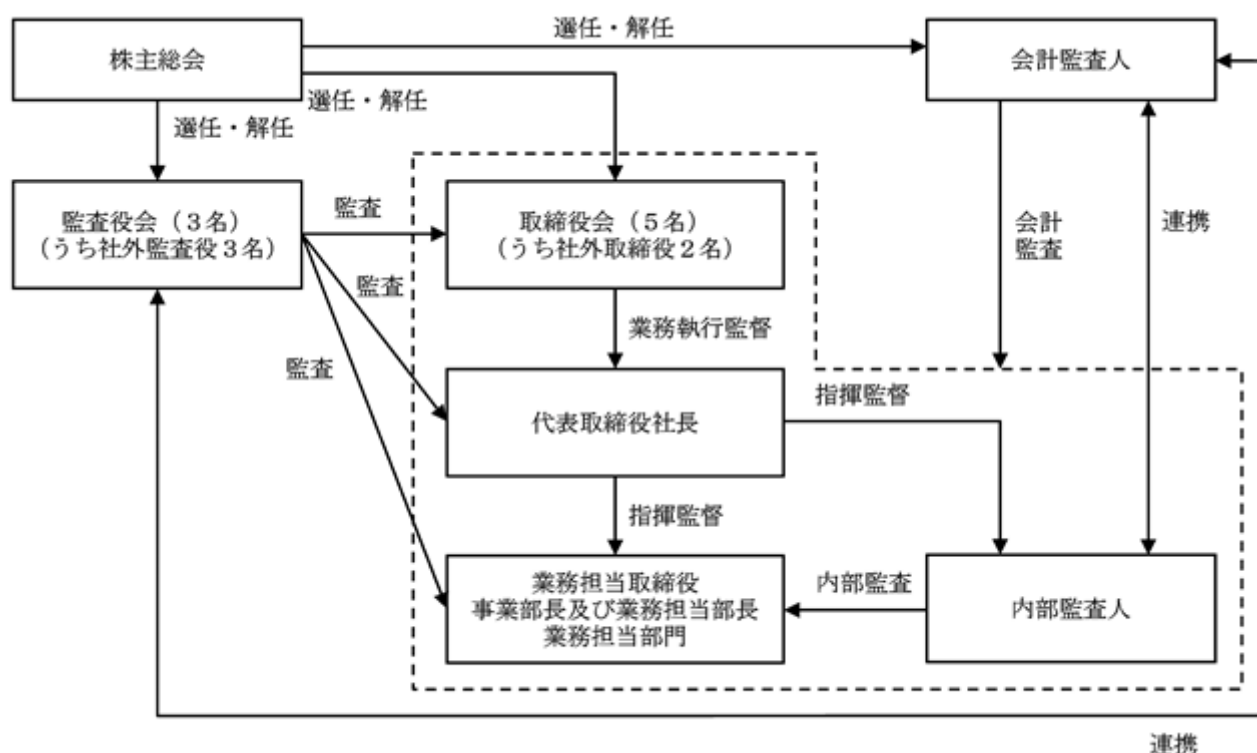 選任・解任
株主総会
会計監査人
選任・解任
選任・解任
監査役会（３名）
（うち社外監査役３名）
監査
取締役会（５名）
（うち社外取締役２名）
会計
監査
連携
監査
業務執行監督
監査
代表取締役社長
指揮監督
指揮監督
業務担当取締役
事業部長及び業務担当部長
業務担当部門
内部監査
内部監査人
連携